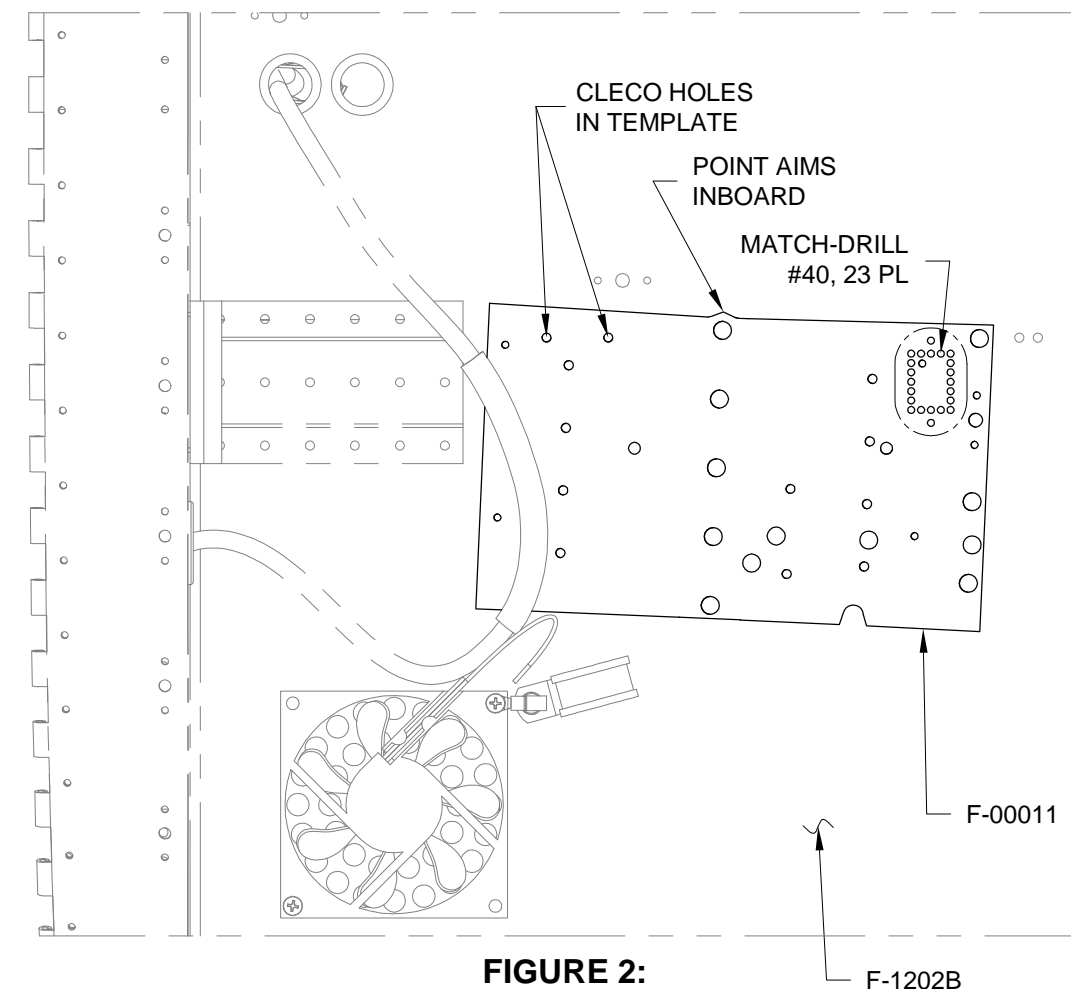 CLECO HOLES
IN TEMPLATE
POINT AIMS
INBOARD
MATCH-DRILL
#40, 23 PL
F-00011
F-1202B
FIGURE 2: